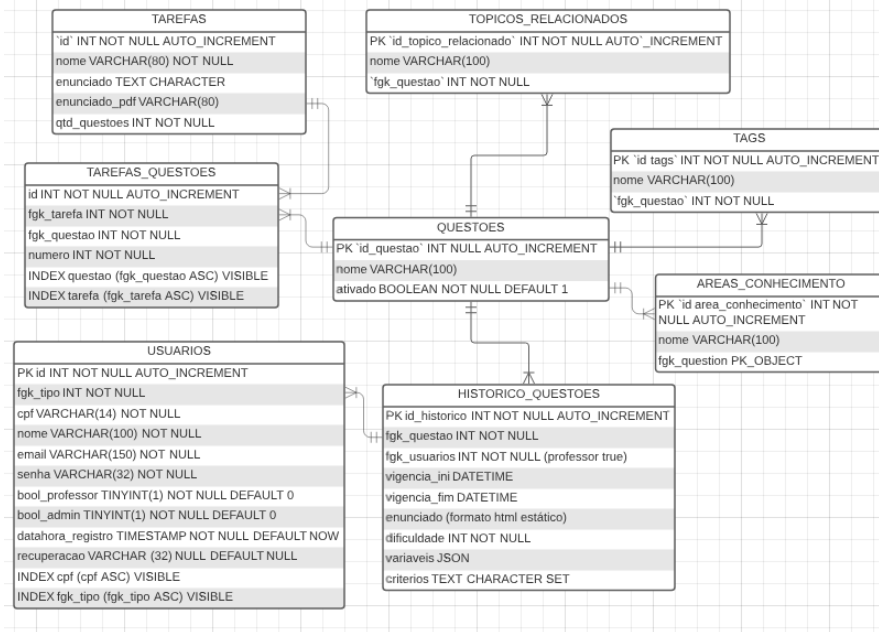 TAREFAS
`id` INT NOT NULL AUTO_INCREMENT
nome VARCHAR(80) NOT NULL
enunciado TEXT CHARACTER
enunciado_pdf VARCHAR(80)
qtd_questoes INT NOT NULL
TOPICOS_RELACIONADOS
PK `id_topico_relacionado` INT NOT NULL AUTO`_INCREMENT
nome VARCHAR(100)
`fgk_questao` INT NOT NULL
TAGS
PK `id tags` INT NOT NULL AUTO_INCREMENT
nome VARCHAR(100)
`fgk_questao` INT NOT NULL
TAREFAS_QUESTOES
id INT NOT NULL AUTO_INCREMENT
fgk_tarefa INT NOT NULL
fgk_questao INT NOT NULL
numero INT NOT NULL
INDEX questao (fgk_questao ASC) VISIBLE
INDEX tarefa (fgk_tarefa ASC) VISIBLE
QUESTOES
PK `id_questao` INT NULL AUTO_INCREMENT
nome VARCHAR(100)
ativado BOOLEAN NOT NULL DEFAULT 1
AREAS_CONHECIMENTO
PK `id area_conhecimento` INT NOT
NULL AUTO_INCREMENT
nome VARCHAR(100)
fgk_question PK_OBJECT
USUARIOS
PK id INT NOT NULL AUTO_INCREMENT
fgk_tipo INT NOT NULL
cpf VARCHAR(14) NOT NULL
nome VARCHAR(100) NOT NULL
email VARCHAR(150) NOT NULL
senha VARCHAR(32) NOT NULL
bool_professor TINYINT(1) NOT NULL DEFAULT 0
bool_admin TINYINT(1) NOT NULL DEFAULT 0
datahora_registro TIMESTAMP NOT NULL DEFAULT NOW
recuperacao VARCHAR (32) NULL DEFAULT NULL
INDEX cpf (cpf ASC) VISIBLE
INDEX fgk_tipo (fgk_tipo ASC) VISIBLE
HISTORICO_QUESTOES
PK id_historico INT NOT NULL AUTO_INCREMENT
fgk_questao INT NOT NULL
fgk_usuarios INT NOT NULL (professor true)
vigencia_ini DATETIME
vigencia_fim DATETIME
enunciado (formato html estático)
dificuldade INT NOT NULL
variaveis JSON
criterios TEXT CHARACTER SET